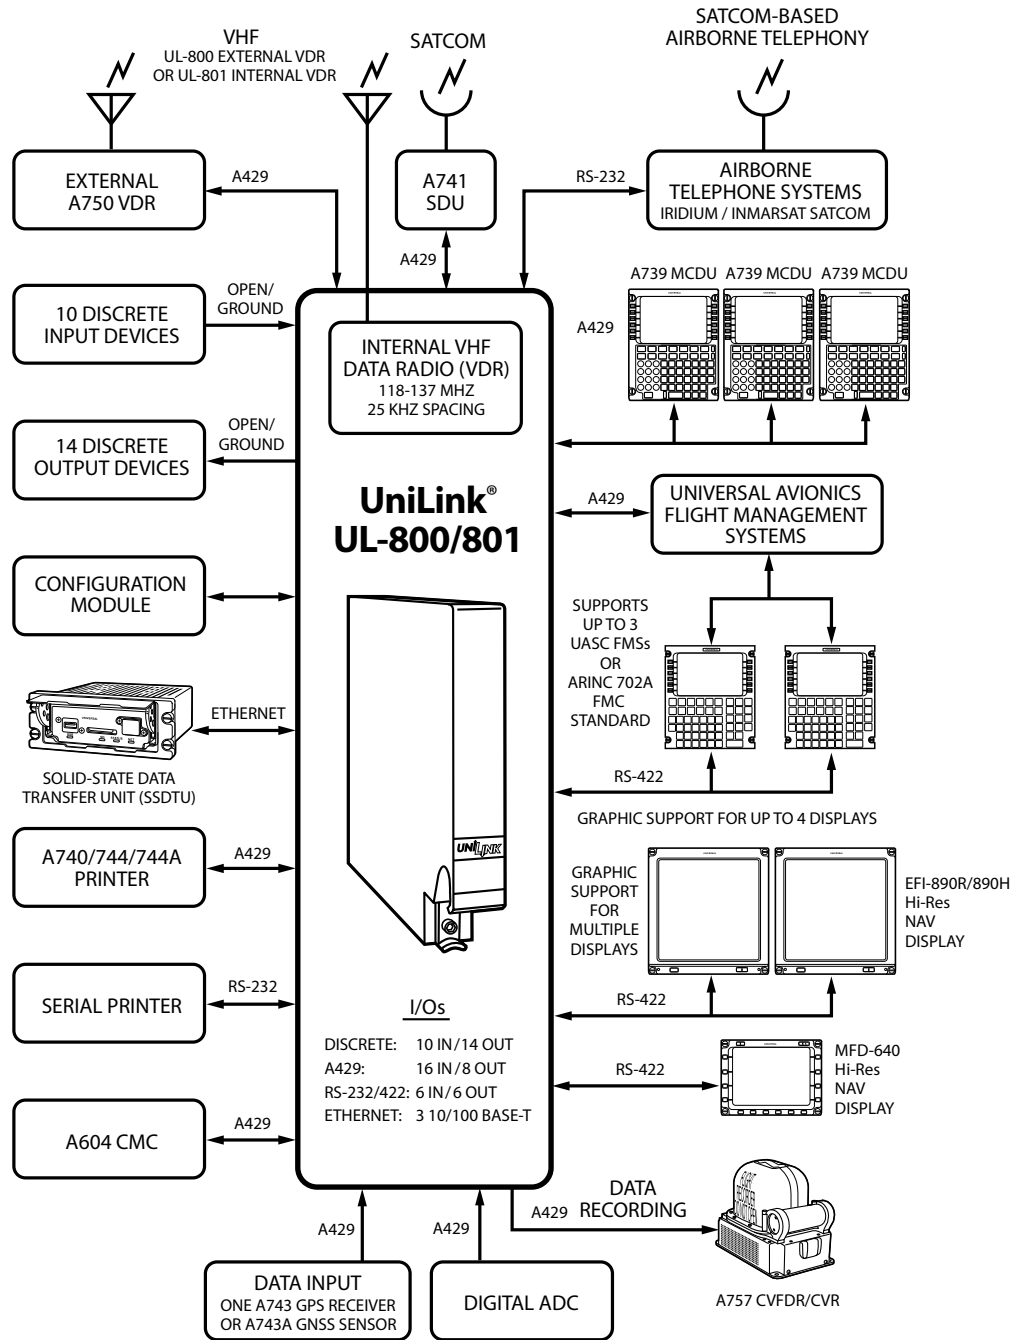 VHF
UL-800 EXTERNAL VDR
OR UL-801 INTERNAL VDR
SATCOM
SATCOM-BASED
AIRBORNE TELEPHONY
EXTERNAL
A750 VDR
A429
A741
SDU
A429
RS-232
AIRBORNE
TELEPHONE SYSTEMS
IRIDIUM / INMARSAT SATCOM
A739 MCDU A739 MCDU A739 MCDU
A429
10 DISCRETE
INPUT DEVICES
OPEN/
GROUND
INTERNAL VHF
DATA RADIO (VDR)
118-137 MHZ
25 KHZ SPACING
14 DISCRETE
OUTPUT DEVICES
OPEN/
GROUND
UniLink®
UL-800/801
A429
UNIVERSAL AVIONICS
FLIGHT MANAGEMENT
SYSTEMS
CONFIGURATION
MODULE
SUPPORTS
UP TO 3
UASC FMSs
OR
ARINC 702A
FMC
STANDARD
ETHERNET
SOLID-STATE DATA
TRANSFER UNIT (SSDTU)
RS-422
GRAPHIC SUPPORT FOR UP TO 4 DISPLAYS
A740/744/744A
PRINTER
A429
UNILINK
GRAPHIC
SUPPORT
FOR
MULTIPLE
DISPLAYS
EFI-890R/890H
Hi-Res
NAV
DISPLAY
SERIAL PRINTER
RS-232
RS-422
I/Os
DISCRETE: 10 IN/14 OUT
A429: 16 IN/8 OUT
RS-232/422: 6 IN/6 OUT
ETHERNET: 3 10/100 BASE-T
RS-422
MFD-640
Hi-Res
NAV
DISPLAY
A604 CMC
A429
A429
A429
A429
DATA
RECORDING
DATA INPUT
ONE A743 GPS RECEIVER
OR A743A GNSS SENSOR
DIGITAL ADC
A757 CVFDR/CVR